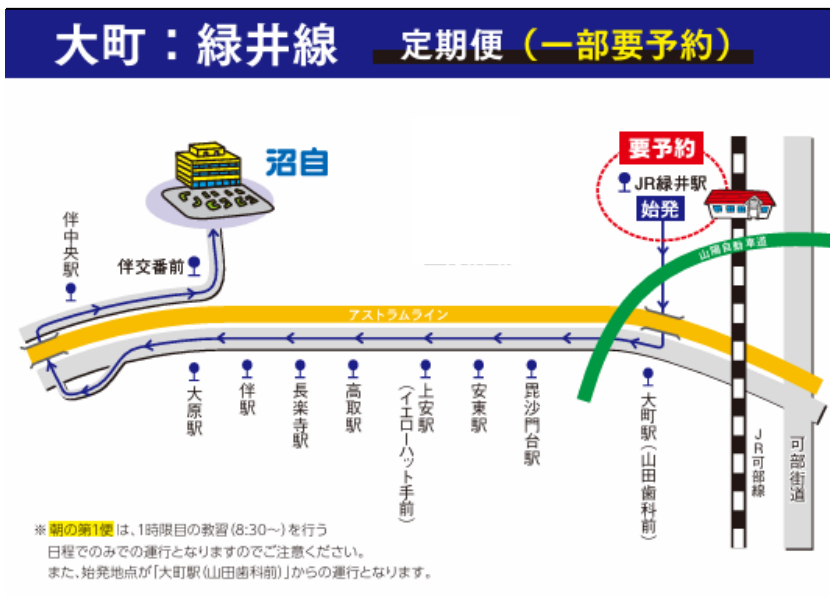 大町：緑井線 定期便（一部要予約）
要予約
JR緑井駅
始発
沼自
伴中央駅
伴交番前
山陽自動車道
アストラムライン
大原駅
伴駅
長楽寺駅
高取駅
上安駅
(イエローハット手前)
安東駅
毘沙門台駅
大町駅(山田歯科前)
JR可部線
可部街道
※朝の第1便は、1時限目の教習(8:30～)を行う
日程でのみでの運行となりますのでご注意ください。
また、始発地点が「大町駅(山田歯科前)」からの運行となります。